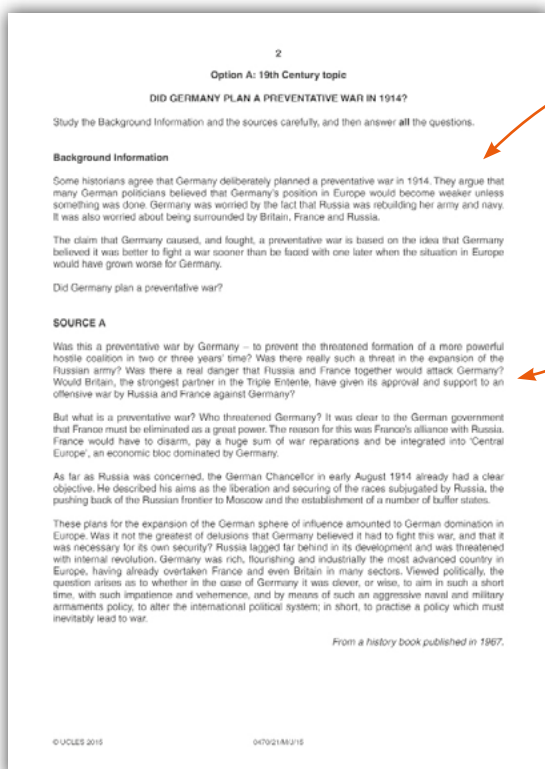 2
Option A: 19th Century topic
DID GERMANY PLAN A PREVENTATIVE WAR IN 1914?
Study the Background Information and the sources carefully, and then answer all the questions.
Background Information
Some historians agree that Germany deliberately planned a preventative war in 1914. They argue that
many German politicians believed that Germany's position in Europe would become weaker unless
something was done. Germany was worried by the fact that Russia was rebuilding her army and navy.
It was also worried about being surrounded by Britain, France and Russia.
The claim that Germany caused, and fought, a preventative war is based on the idea that Germany
believed it was better to fight a war sooner than be faced with one later when the situation in Europe
would have grown worse for Germany.
Did Germany plan a preventative war?
SOURCE A
Was this a preventative war by Germany – to prevent the threatened formation of a more powerful
hostile coalition in two or three years' time? Was there really such a threat in the expansion of the
Russian army? Was there a real danger that Russia and France together would attack Germany?
Would Britain, the strongest partner in the Triple Entente, have given its approval and support to an
offensive war by Russia and France against Germany?
But what is a preventative war? Who threatened Germany? It was clear to the German government
that France must be eliminated as a great power. The reason for this was France's alliance with Russia.
France would have to disarm, pay a huge sum of war reparations and be integrated into 'Central
Europe', an economic bloc dominated by Germany.
As far as Russia was concerned, the German Chancellor in early August 1914 already had a clear
objective. He described his aims as the liberation and securing of the races subjugated by Russia, the
pushing back of the Russian frontier to Moscow and the establishment of a number of buffer states.
These plans for the expansion of the German sphere of influence amounted to German domination in
Europe. Was it not the greatest of delusions that Germany believed it had to fight this war, and that it
was necessary for its own security? Russia lagged far behind in its development and was threatened
with internal revolution. Germany was rich, flourishing and industrially the most advanced country in
Europe, having already overtaken France and even Britain in many sectors. Viewed politically, the
question arises as to whether in the case of Germany it was clever, or wise, to aim in such a short
time, with such impatience and vehemence, and by means of such an aggressive naval and military
armaments policy, to alter the international political system; in short, to practise a policy which must
inevitably lead to war.
From a history book published in 1967.
© UCLES 2015
0470/21/M/J/15